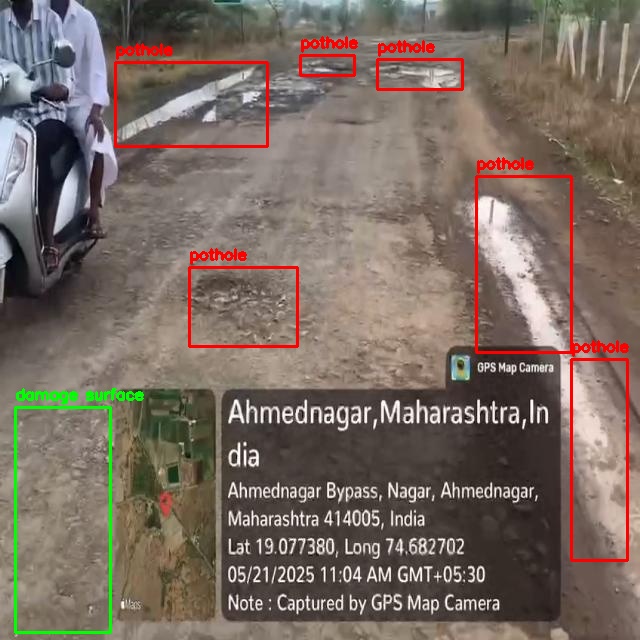 pothole
pothole
pothole
pothole
pothole
pothole
damage surface
GPS Map Camera
Ahmednagar,Maharashtra,In
dia
Ahmednagar Bypass, Nagar, Ahmednagar,
Maharashtra 414005, India
Lat 19.077380, Long 74.682702
05/21/2025 11:04 AM GMT+05:30
Note : Captured by GPS Map Camera
Maps